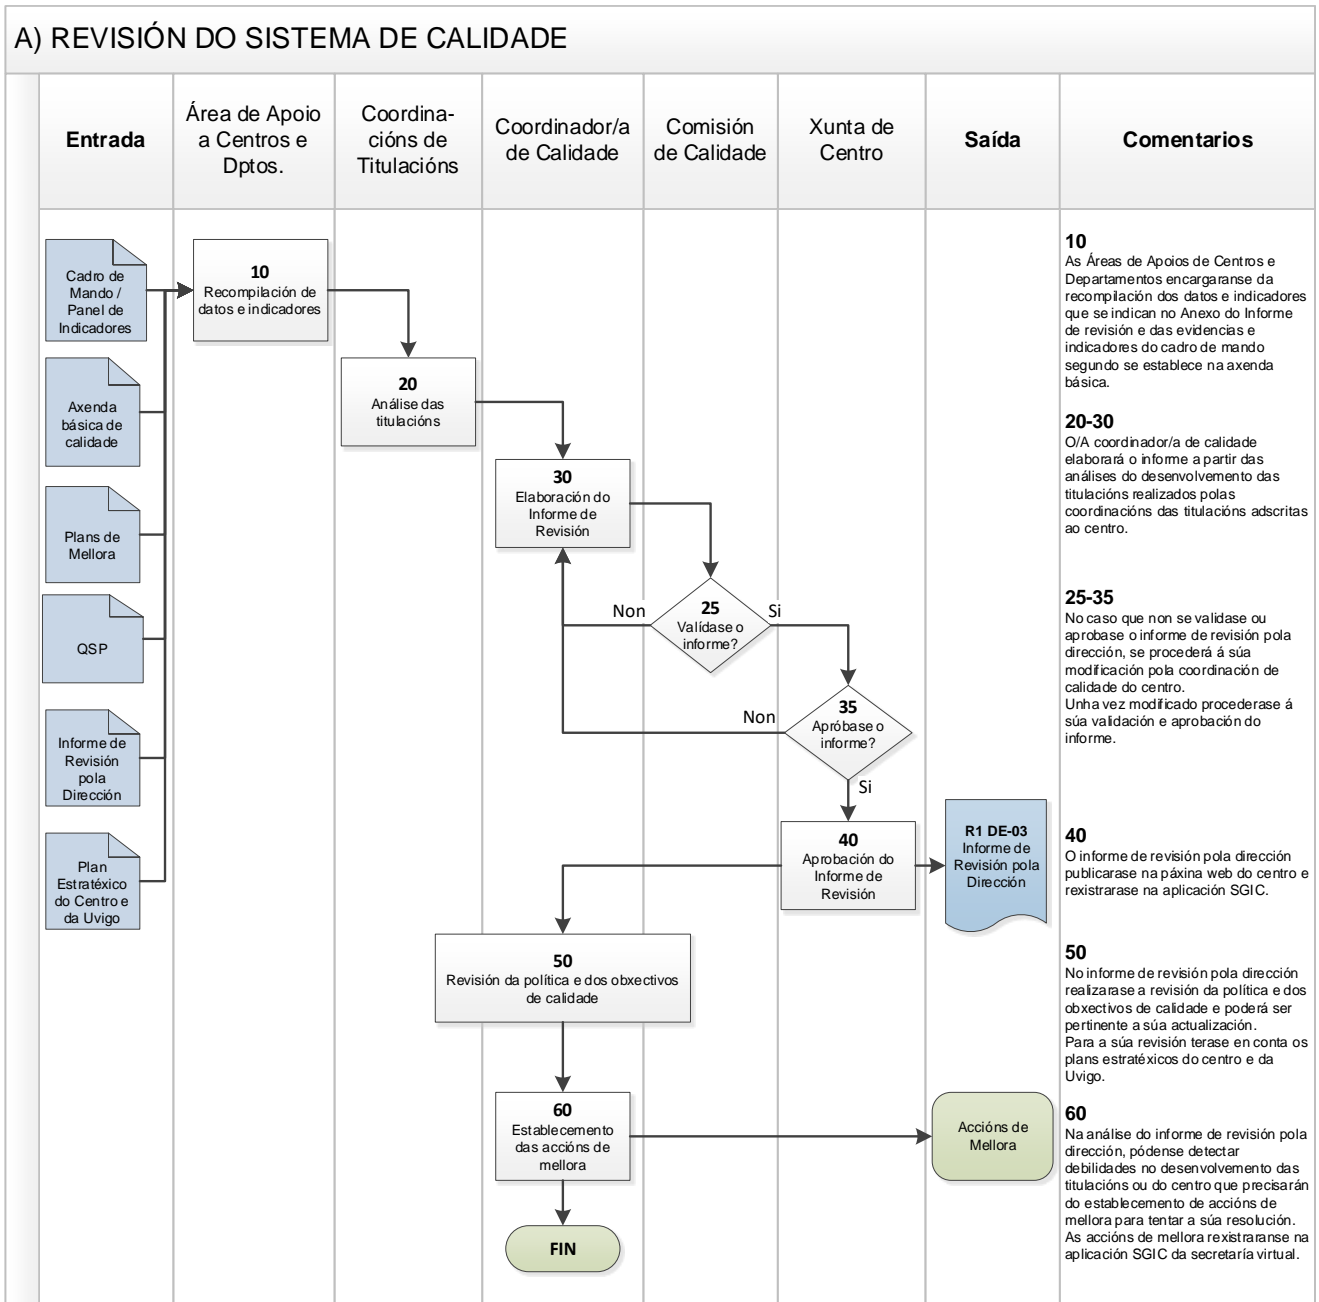 A) REVISIÓN DO SISTEMA DE CALIDADE
Entrada
Área de Apoio
a Centros e
Dptos.
Coordina-
cións de
Titulacións
Coordinador/a
de Calidade
Comisión
de Calidade
Xunta de
Centro
Saída
Comentarios
Cadro de
Mando /
Panel de
Indicadores
Axenda
básica de
calidade
Plans de
Mellora
QSP
Informe de
Revisión
pola
Dirección
Plan
Estratéxico
do Centro e
da Uvigo
10
Recompilación de
datos e indicadores
20
Análise das
titulacións
30
Elaboración do
Informe de
Revisión
25
Valídase o
informe?
Non
Si
35
Apróbase o
informe?
Non
Si
40
Aprobación do
Informe de
Revisión
R1 DE-03
Informe de
Revisión pola
Dirección
50
Revisión da política e dos obxectivos
de calidade
60
Establecemento
das accións de
mellora
Accións de
Mellora
FIN
10
As Áreas de Apoios de Centros e
Departamentos encargaranse da
recompilación dos datos e indicadores
que se indican no Anexo do Informe
de revisión e das evidencias e
indicadores do cadro de mando
segundo se establece na axenda
básica.
20-30
O/A coordinador/a de calidade
elaborará o informe a partir das
análises do desenvolvemento das
titulacións realizados polas
coordinacións das titulacións adscritas
ao centro.
25-35
No caso que non se validase ou
aprobase o informe de revisión pola
dirección, se procederá á súa
modificación pola coordinación de
calidade do centro.
Unha vez modificado procederase á
súa validación e aprobación do
informe.
40
O informe de revisión pola dirección
publicarase na páxina web do centro e
rexistrarase na aplicación SGIC.
50
No informe de revisión pola dirección
realizarase a revisión da política e dos
obxectivos de calidade e poderá ser
pertinente a súa actualización.
Para a súa revisión terase en conta os
plans estratéxicos do centro e da
Uvigo.
60
Na análise do informe de revisión pola
dirección, pódense detectar
debilidades no desenvolvemento das
titulacións ou do centro que precisarán
do establecemento de accións de
mellora para tentar a súa resolución.
As accións de mellora rexistraranse na
aplicación SGIC da secretaría virtual.